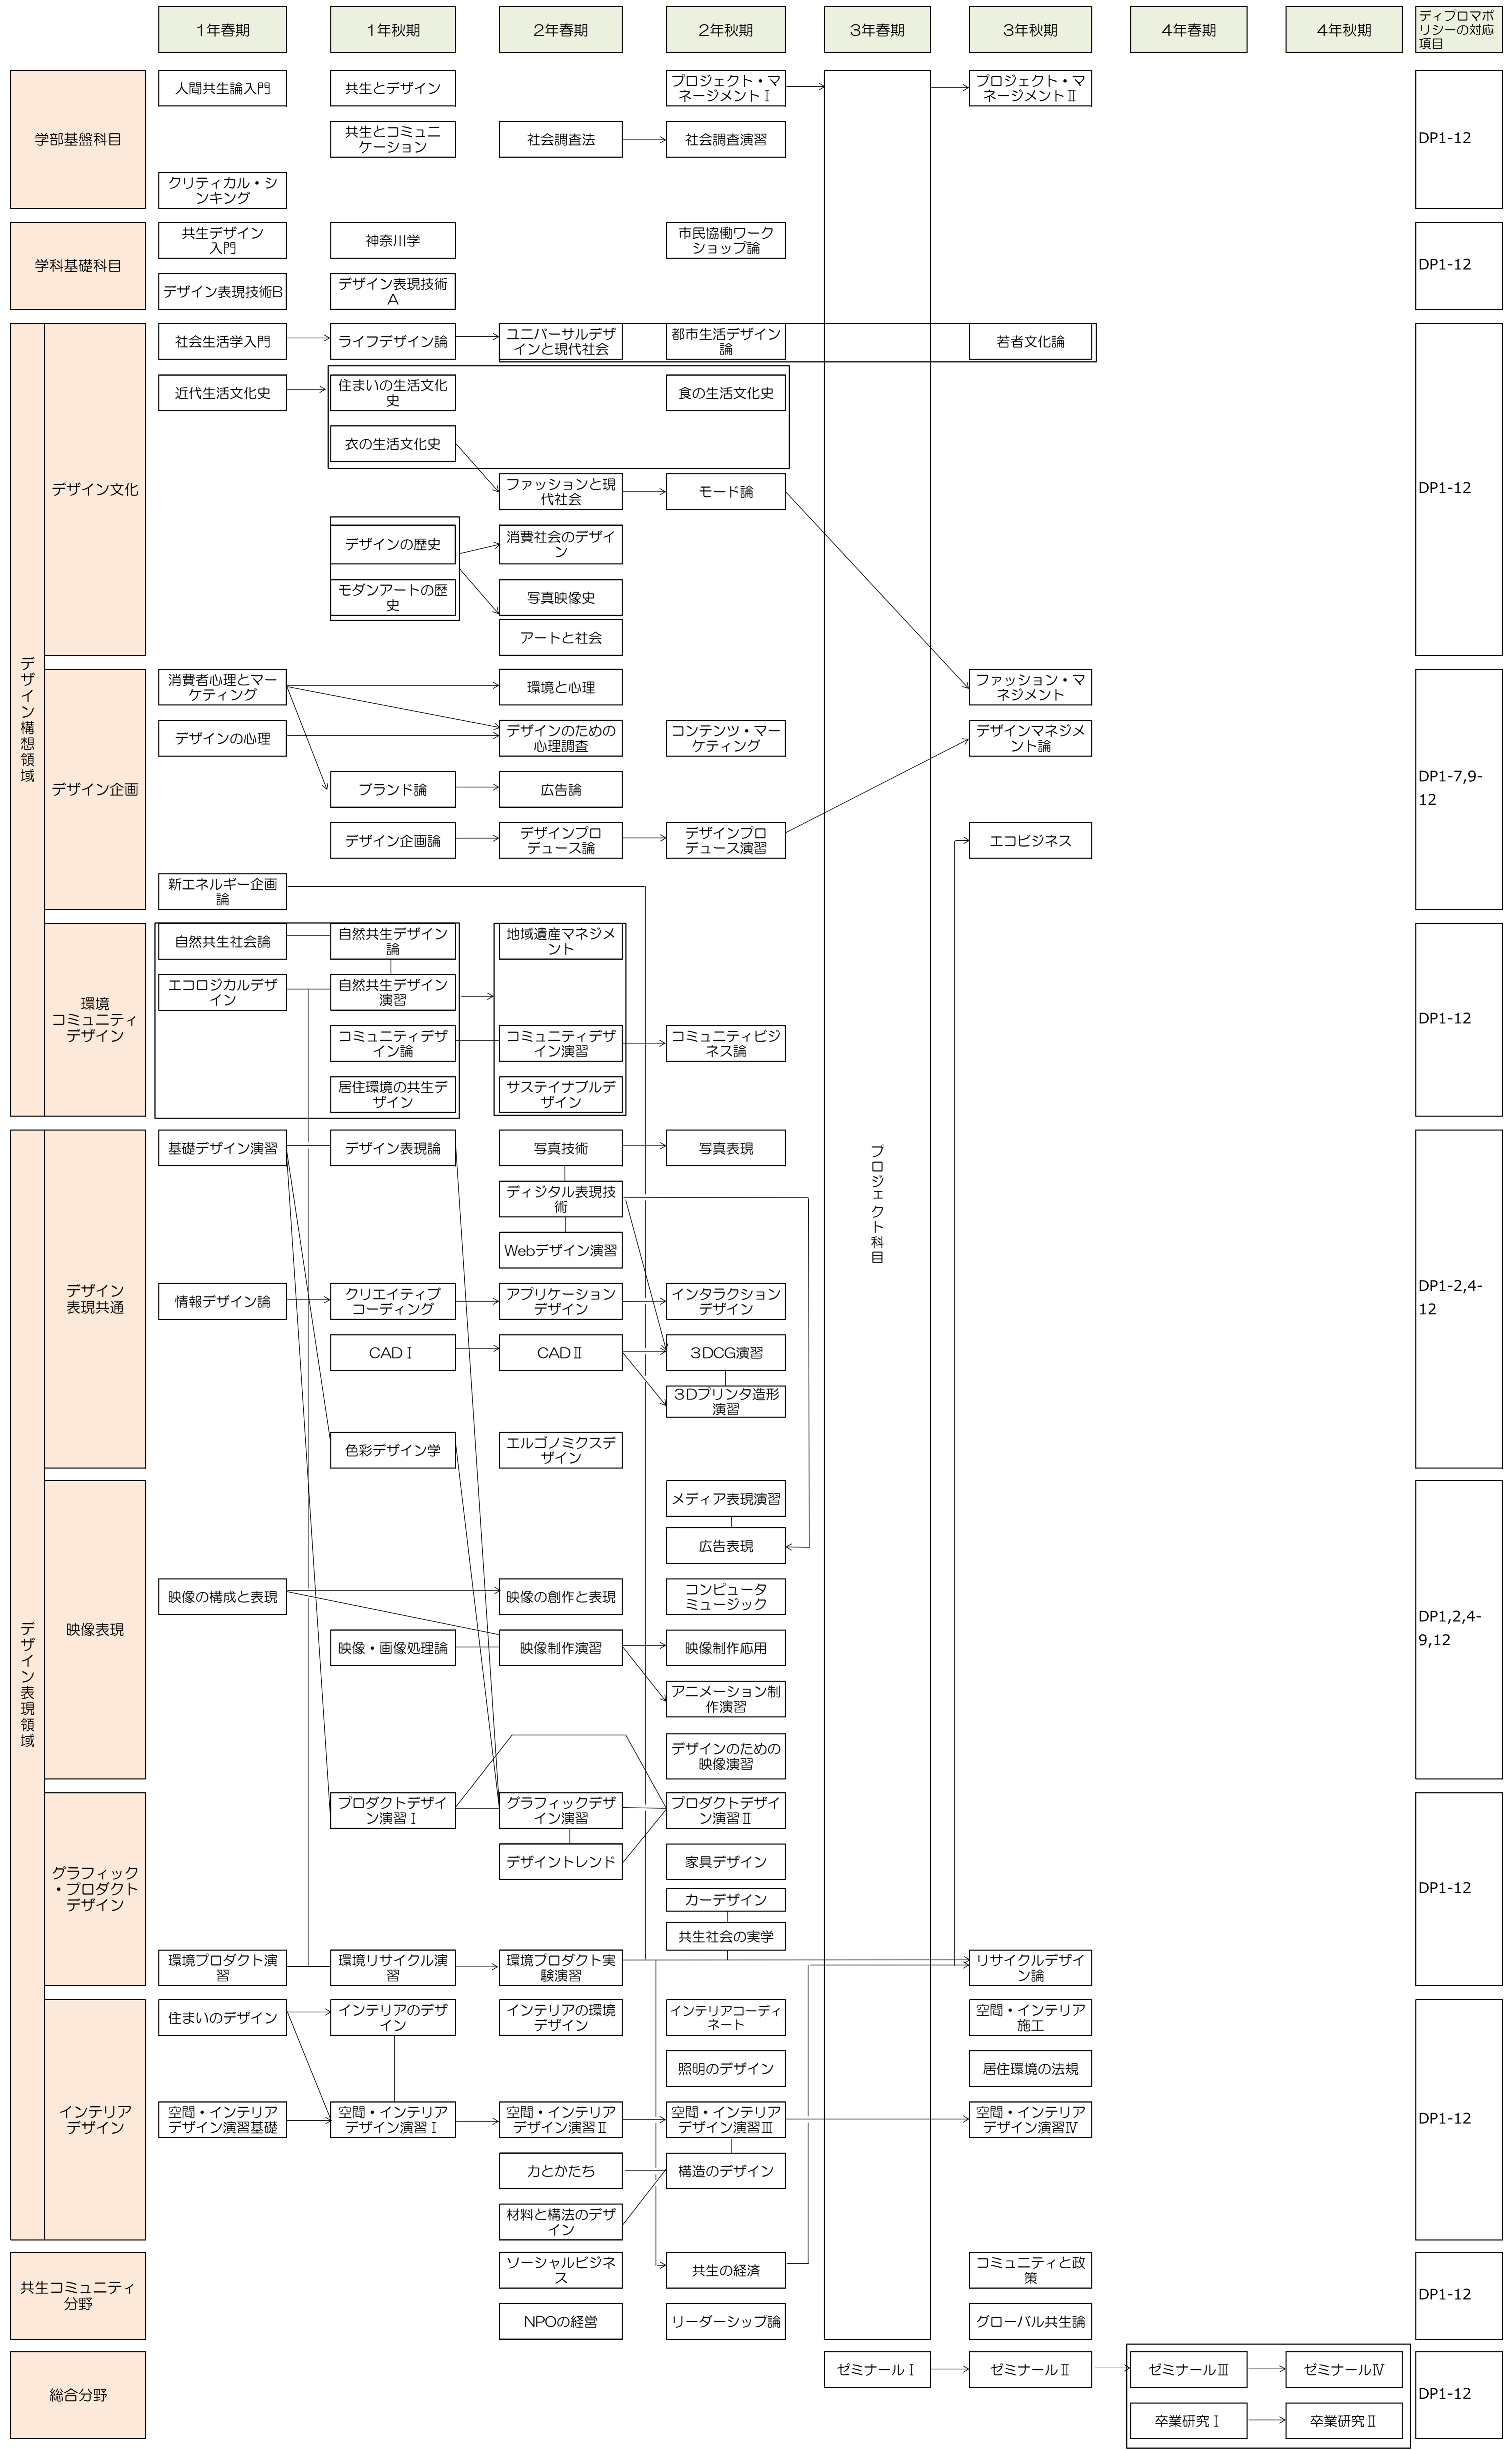 1年春期
1年秋期
2年春期
2年秋期
3年春期
3年秋期
4年春期
4年秋期
ディプロマポ
リシーの対応
項目
学部基盤科目
人間共生論入門
共生とデザイン
プロジェクト・マ
ネージメントⅠ
プロジェクト・マ
ネージメントⅡ
共生とコミュニ
ケーション
社会調査法
社会調査演習
クリティカル・シ
ンキング
DP1-12
学科基礎科目
共生デザイン
入門
神奈川学
市民協働ワーク
ショップ論
デザイン表現技術B
デザイン表現技術
A
DP1-12
プロジェクト科目
デザイン構想領域
デザイン文化
社会生活学入門
ライフデザイン論
ユニバーサルデザ
インと現代社会
都市生活デザイン
論
若者文化論
近代生活文化史
住まいの生活文化
史
食の生活文化史
衣の生活文化史
ファッションと現
代社会
モード論
デザインの歴史
消費社会のデザイ
ン
モダンアートの歴
史
写真映像史
アートと社会
DP1-12
デザイン企画
消費者心理とマー
ケティング
環境と心理
ファッション・マ
ネジメント
デザインの心理
デザインのための
心理調査
コンテンツ・マー
ケティング
デザインマネジメ
ント論
ブランド論
広告論
デザイン企画論
デザインプロ
デュース論
デザインプロ
デュース演習
エコビジネス
新エネルギー企画
論
DP1-7,9-
12
環境
コミュニティ
デザイン
自然共生社会論
自然共生デザイン
論
地域遺産マネジメ
ント
エコロジカルデザ
イン
自然共生デザイン
演習
コミュニティデザ
イン論
コミュニティデザ
イン演習
コミュニティビジ
ネス論
居住環境の共生デ
ザイン
サステイナブルデ
ザイン
DP1-12
デザイン表現領域
デザイン
表現共通
基礎デザイン演習
デザイン表現論
写真技術
写真表現
ディジタル表現技
術
Webデザイン演習
情報デザイン論
クリエイティブ
コーディング
アプリケーション
デザイン
インタラクション
デザイン
CADⅠ
CADⅡ
3DCG演習
3Dプリンタ造形
演習
色彩デザイン学
エルゴノミクスデ
ザイン
DP1-2,4-
12
映像表現
メディア表現演習
広告表現
映像の構成と表現
映像の創作と表現
コンピュータ
ミュージック
映像・画像処理論
映像制作演習
映像制作応用
アニメーション制
作演習
デザインのための
映像演習
DP1,2,4-
9,12
グラフィック
・プロダクト
デザイン
プロダクトデザイ
ン演習Ⅰ
グラフィックデザ
イン演習
プロダクトデザイ
ン演習Ⅱ
デザイントレンド
家具デザイン
カーデザイン
共生社会の実学
環境プロダクト演
習
環境リサイクル演
習
環境プロダクト実
験演習
リサイクルデザイ
ン論
DP1-12
インテリア
デザイン
住まいのデザイン
インテリアのデザ
イン
インテリアの環境
デザイン
インテリアコーディ
ネート
空間・インテリア
施工
照明のデザイン
居住環境の法規
空間・インテリア
デザイン演習基礎
空間・インテリア
デザイン演習Ⅰ
空間・インテリア
デザイン演習Ⅱ
空間・インテリア
デザイン演習Ⅲ
空間・インテリア
デザイン演習Ⅳ
力とかたち
構造のデザイン
材料と構法のデザ
イン
DP1-12
共生コミュニティ
分野
ソーシャルビジネ
ス
共生の経済
コミュニティと政
策
NPOの経営
リーダーシップ論
グローバル共生論
DP1-12
総合分野
ゼミナールⅠ
ゼミナールⅡ
ゼミナールⅢ
ゼミナールⅣ
卒業研究Ⅰ
卒業研究Ⅱ
DP1-12